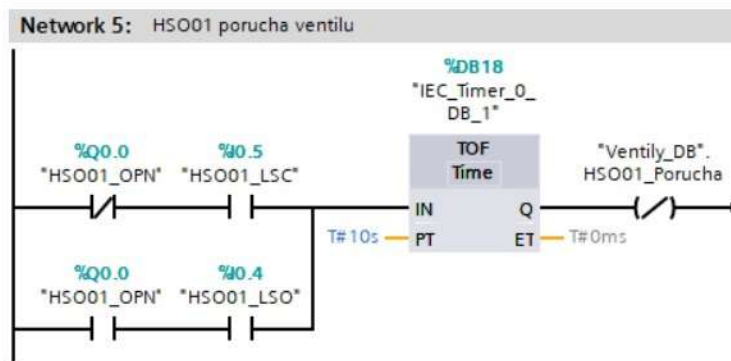 Network 5: HSO01 porucha ventilu
%DB18
"IEC_Timer_0_
DB_1"
%Q0.0
"HSO01_OPN"
%I0.5
"HSO01_LSC"
TOF
Time
"Ventily_DB".
HSO01_Porucha
IN
Q
T#10s
PT
ET
T#0ms
%Q0.0
"HSO01_OPN"
%I0.4
"HSO01_LSO"